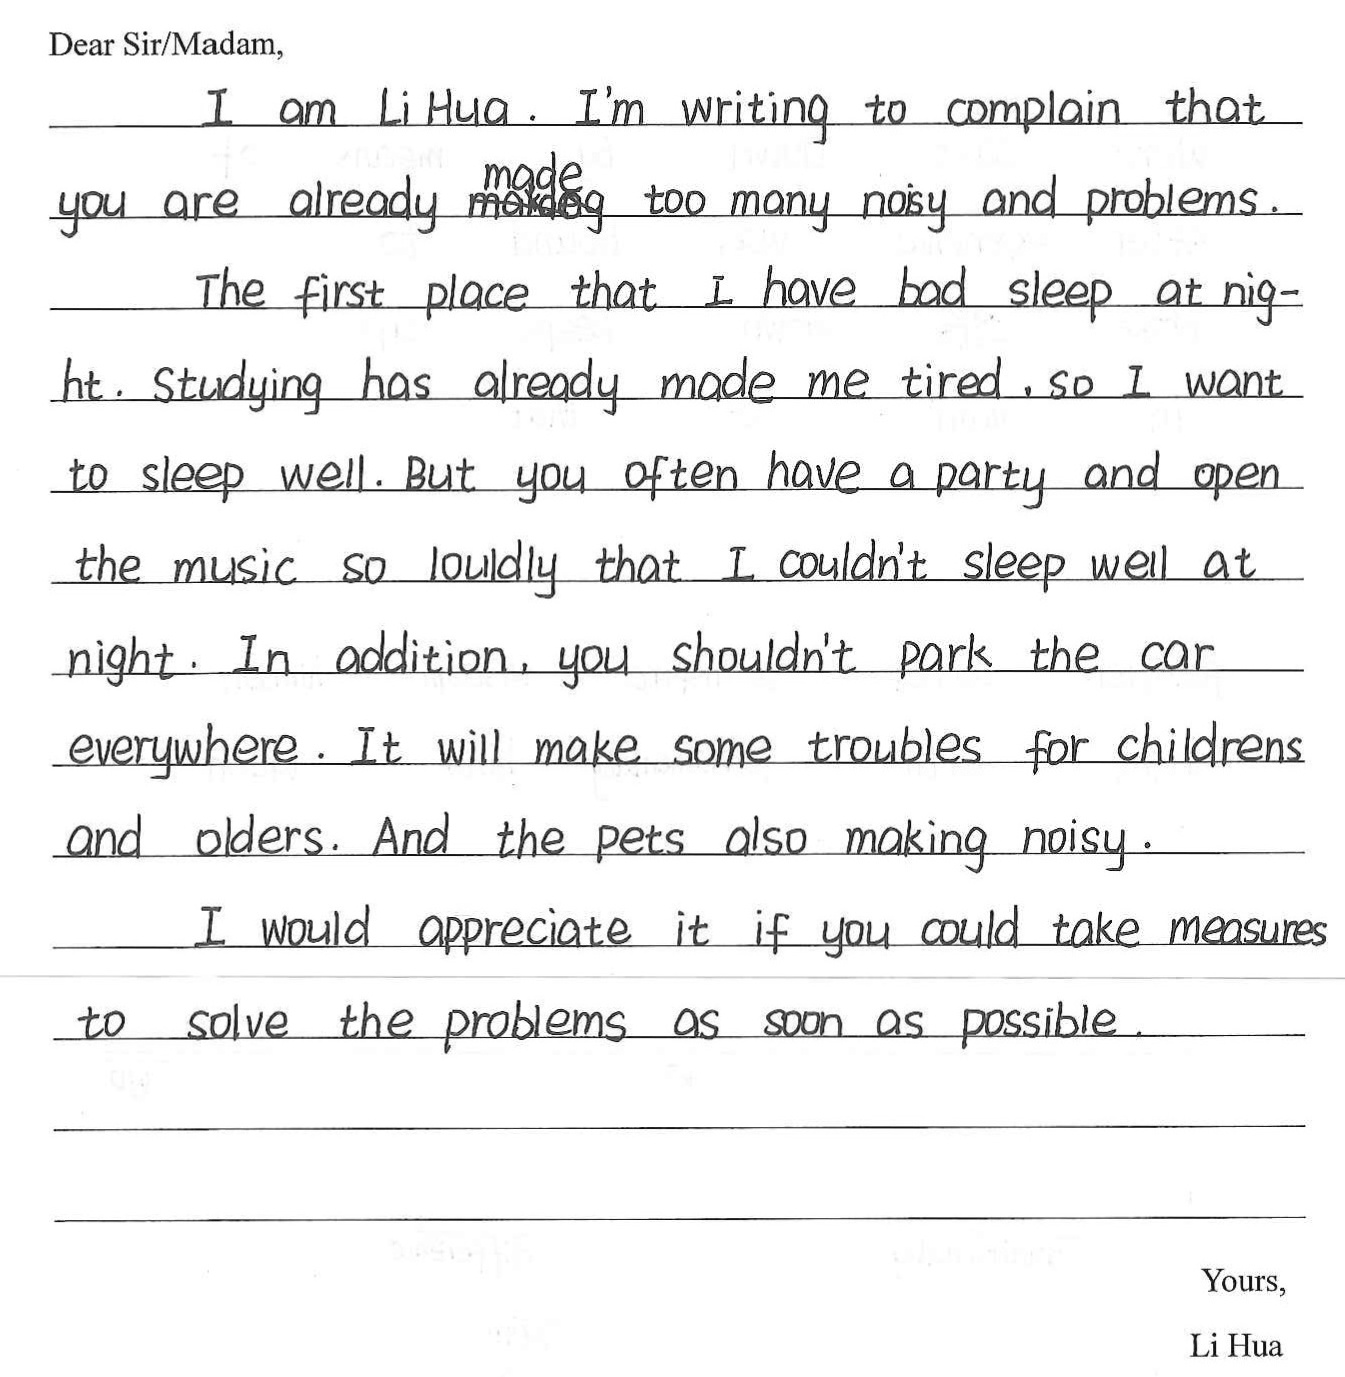 Dear Sir/Madam,
I am Li Hua. I'm writing to complain that
you are already made too many noisy and problems.
The first place that I have bad sleep at nig-
ht. Studying has already made me tired, so I want
to sleep well. But you often have a party and open
the music so louldly that I couldn't sleep well at
night. In addition, you shouldn't park the car
everywhere. It will make some troubles for childrens
and olders. And the pets also making noisy.
I would appreciate it if you could take measures
to solve the problems as soon as possible.
Yours,
Li Hua